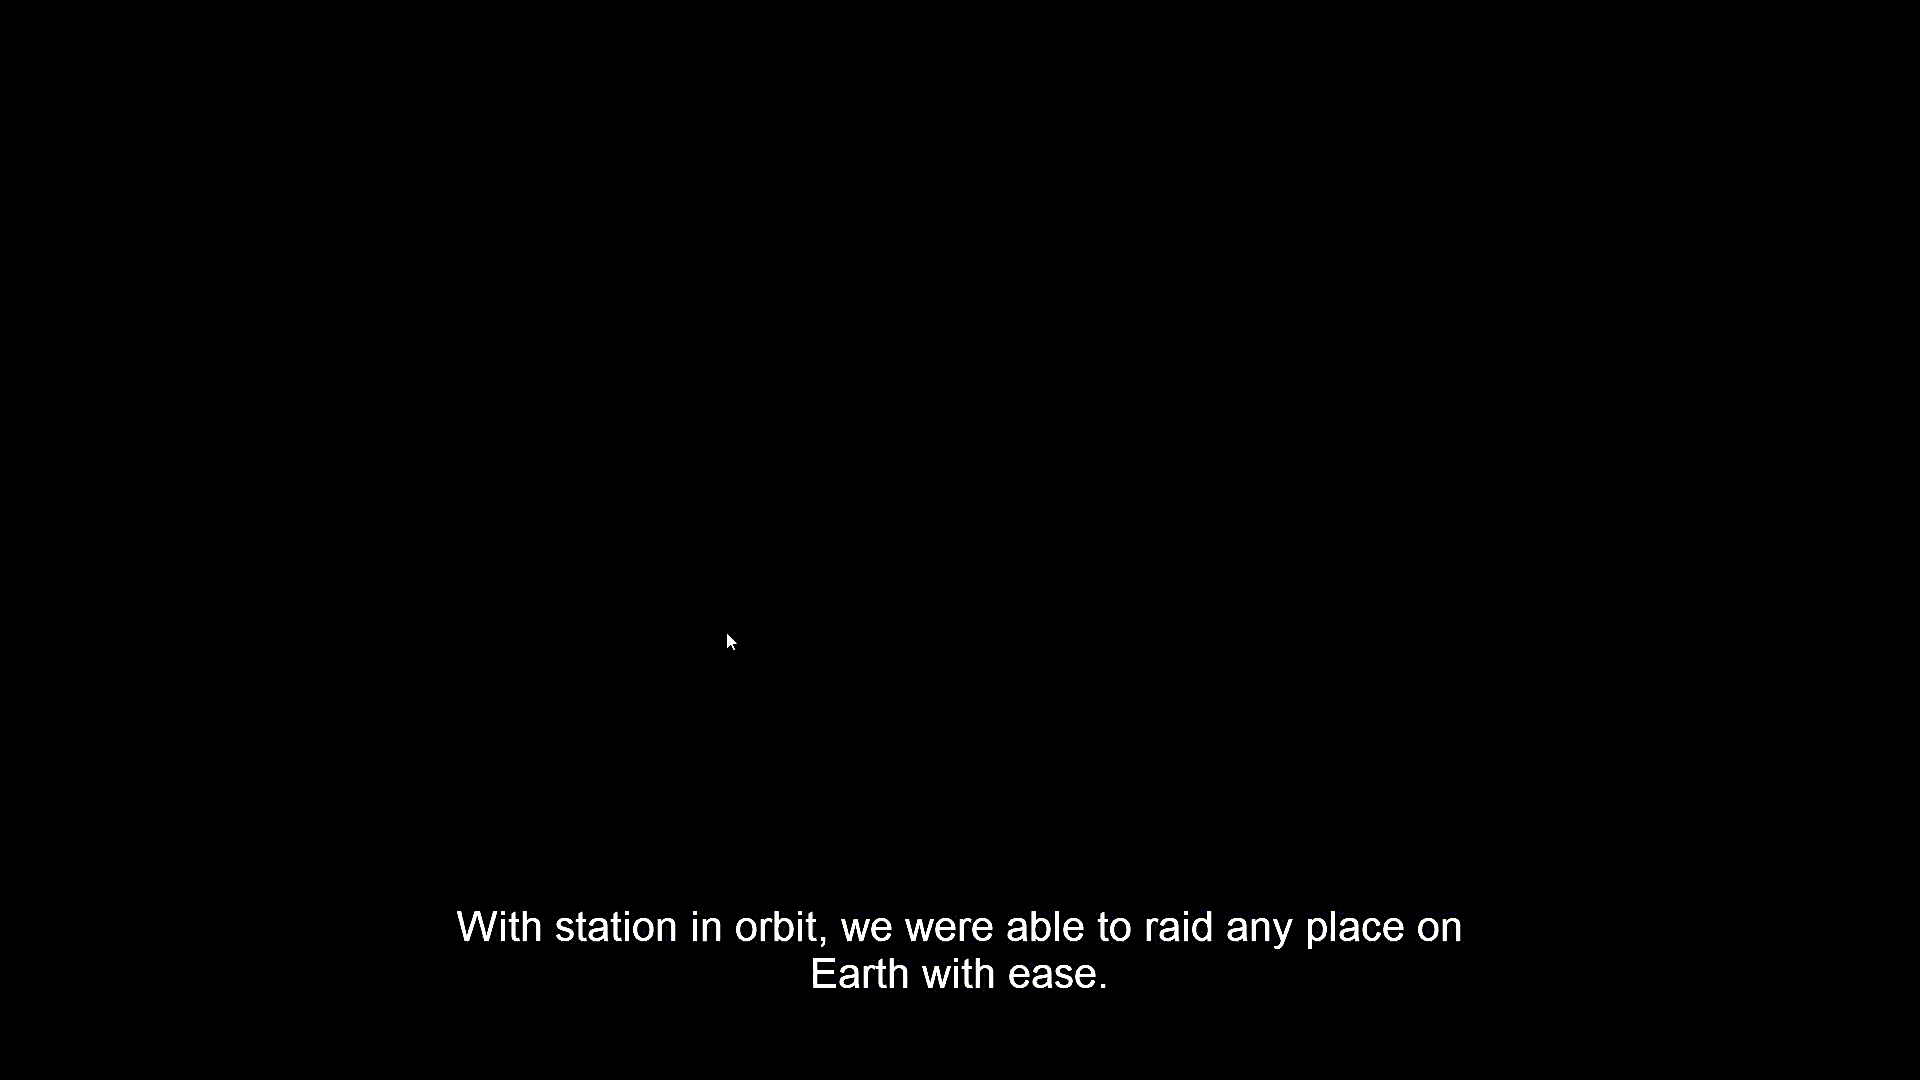 With station in orbit, we were able to raid any place on
Earth with ease.